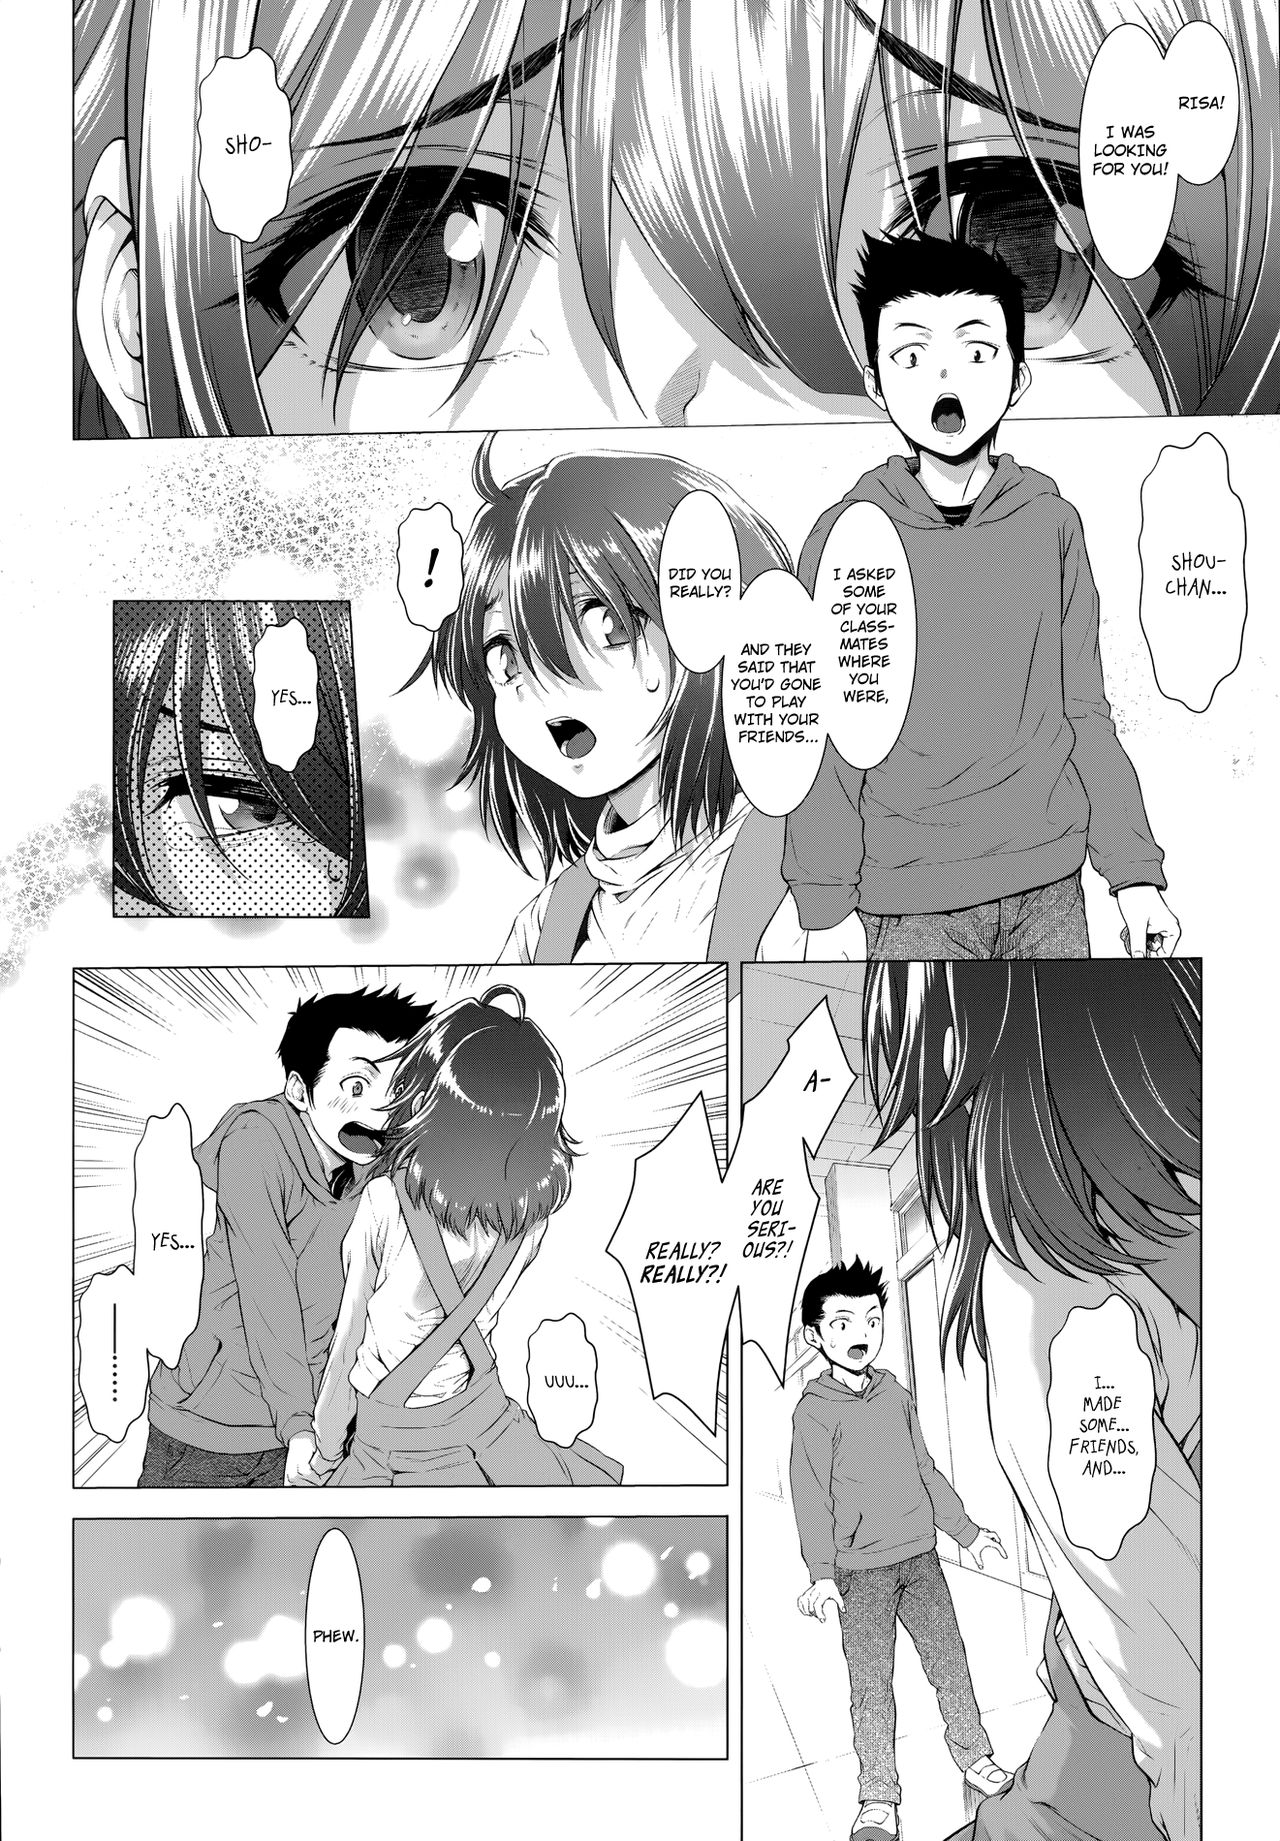 RISA!
I WAS
LOOKING
FOR YOU!
SHO-
SHOU-
CHAN...
I ASKED
SOME
OF YOUR
CLASS-
MATES
WHERE
YOU
WERE,
AND THEY
SAID THAT
YOU'D GONE
TO PLAY
WITH YOUR
FRIENDS...
DID YOU
REALLY?
!
YES...
I...
MADE
SOME...
FRIENDS,
AND...
A-
ARE
YOU
SERI-
OUS?!
REALLY?
REALLY?!
UUU...
YES...
...........
PHEW.